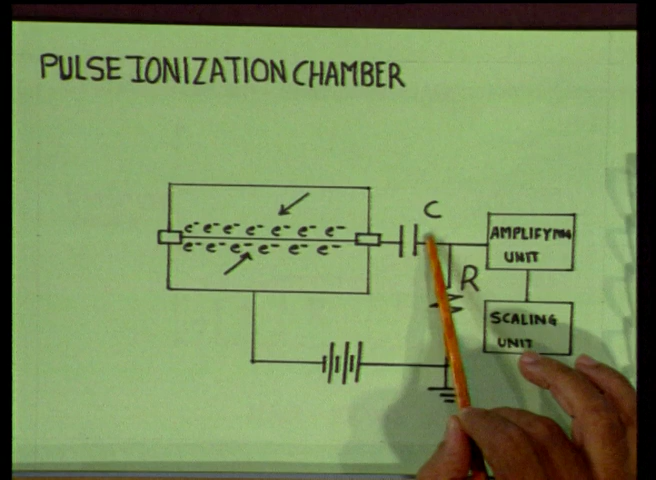 PULSE IONIZATION CHAMBER
C
e⁻ e⁻ e⁻ e⁻ e⁻ e⁻ e⁻
e⁻ e⁻ e⁻ e⁻ e⁻ e⁻
AMPLIFYING
UNIT
R
SCALING
UNIT